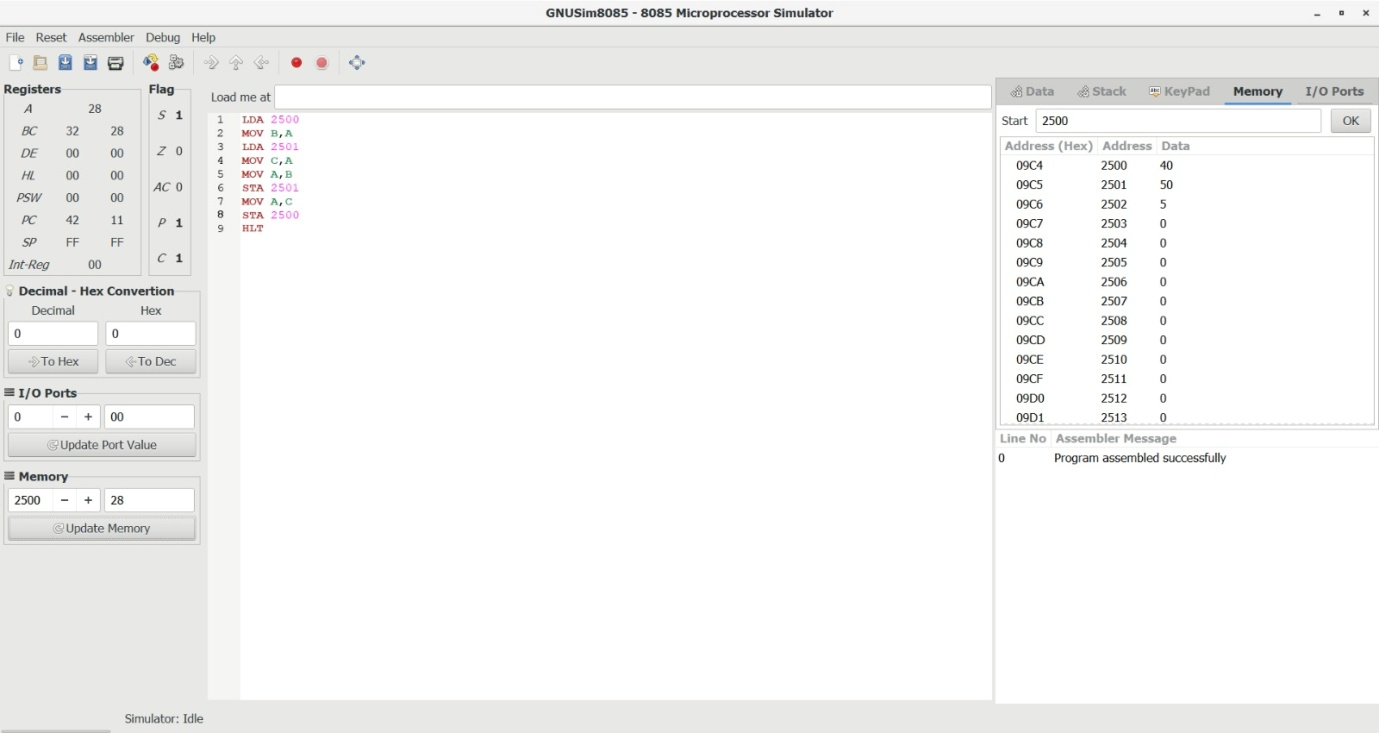 GNUSim8085 - 8085 Microprocessor Simulator
File Reset Assembler Debug Help
Registers
A 28
BC 32 28
DE 00 00
HL 00 00
PSW 00 00
PC 42 11
SP FF FF
Int-Reg 00
Flag
S 1
Z 0
AC 0
P 1
C 1
Decimal - Hex Convertion
Decimal Hex
0 0
To Hex To Dec
I/O Ports
0 − + 00
Update Port Value
Memory
2500 − + 28
Update Memory
Load me at
1 LDA 2500
2 MOV B,A
3 LDA 2501
4 MOV C,A
5 MOV A,B
6 STA 2501
7 MOV A,C
8 STA 2500
9 HLT
Data Stack KeyPad Memory I/O Ports
Start 2500 OK
Address (Hex) Address Data
09C4 2500 40
09C5 2501 50
09C6 2502 5
09C7 2503 0
09C8 2504 0
09C9 2505 0
09CA 2506 0
09CB 2507 0
09CC 2508 0
09CD 2509 0
09CE 2510 0
09CF 2511 0
09D0 2512 0
09D1 2513 0
Line No Assembler Message
0 Program assembled successfully
Simulator: Idle